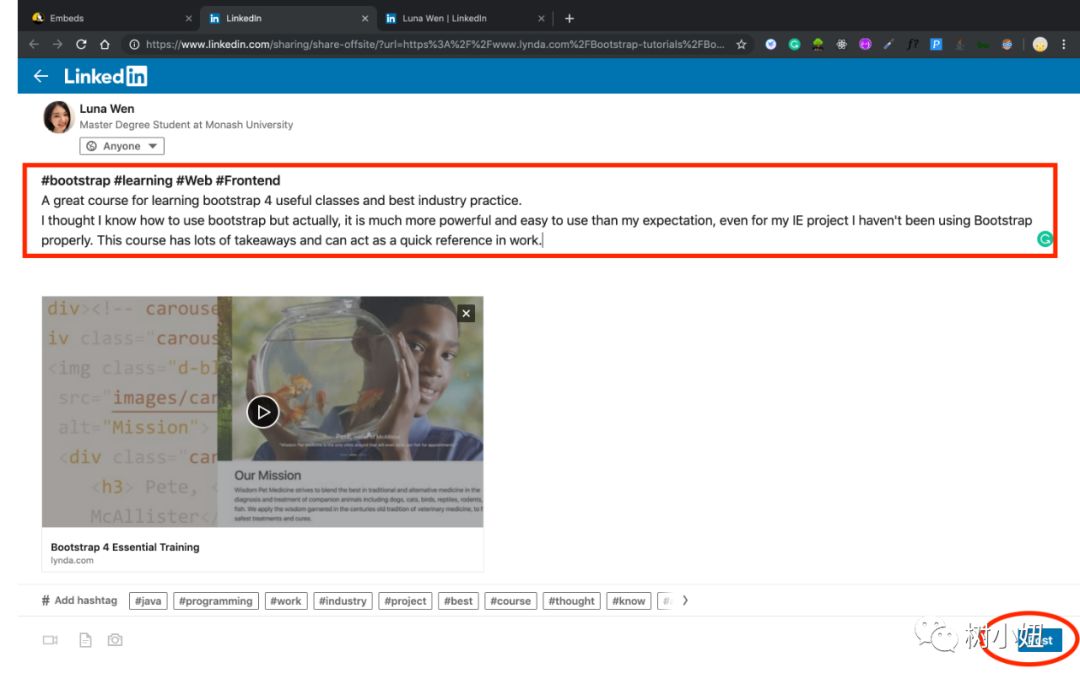 Embeds
LinkedIn
Luna Wen | LinkedIn
https://www.linkedin.com/sharing/share-offsite/?url=https%3A%2F%2Fwww.lynda.com%2FBootstrap-tutorials%2FBo...
LinkedIn
Luna Wen
Master Degree Student at Monash University
Anyone
#bootstrap #learning #Web #Frontend
A great course for learning bootstrap 4 useful classes and best industry practice.
I thought I know how to use bootstrap but actually, it is much more powerful and easy to use than my expectation, even for my IE project I haven't been using Bootstrap
properly. This course has lots of takeaways and can act as a quick reference in work.
div><!-- carouse
iv class="carous
<img class="d-bl
src="images/car
alt="Mission">
<div class="car
<h3> Pete, <
McAllister</
Our Mission
Wisdom Pet Medicine strives to blend the best in traditional and alternative medicine in the
diagnosis and treatment of companion animals including dogs, cats, birds, reptiles, rodents,
fish. We apply the wisdom garnered in the centuries old tradition of veterinary medicine, to f
safest treatments and cures.
Bootstrap 4 Essential Training
lynda.com
# Add hashtag #java #programming #work #industry #project #best #course #thought #know
树小妞